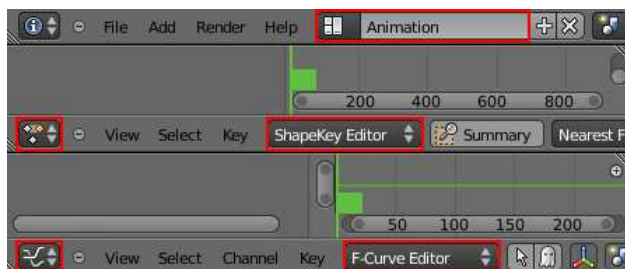 File Add Render Help Animation
200 400 600 800
View Select Key ShapeKey Editor Summary Nearest F
50 100 150 200
View Select Channel Key F-Curve Editor